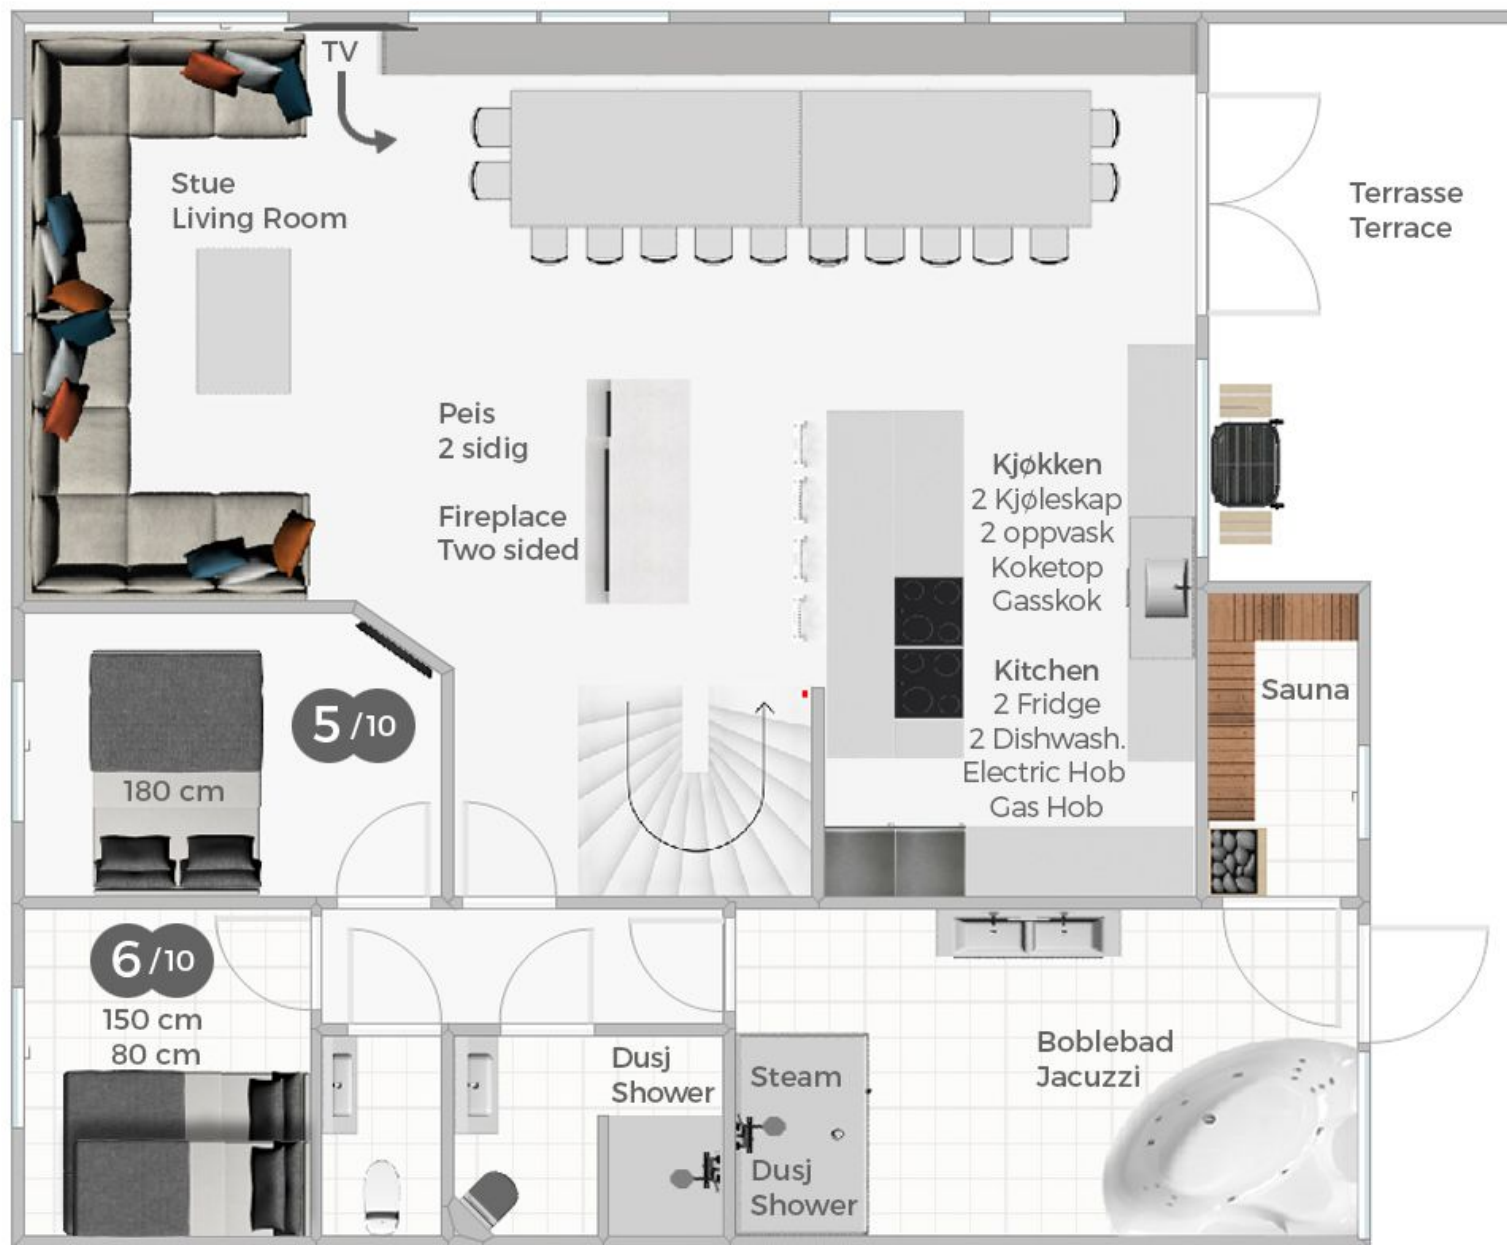 TV
Stue
Living Room
Terrasse
Terrace
Peis
2 sidig
Fireplace
Two sided
Kjøkken
2 Kjøleskap
2 oppvask
Koketop
Gasskok
Kitchen
2 Fridge
2 Dishwash.
Electric Hob
Gas Hob
Sauna
5/10
180 cm
6/10
150 cm
80 cm
Dusj
Shower
Steam
Dusj
Shower
Boblebad
Jacuzzi